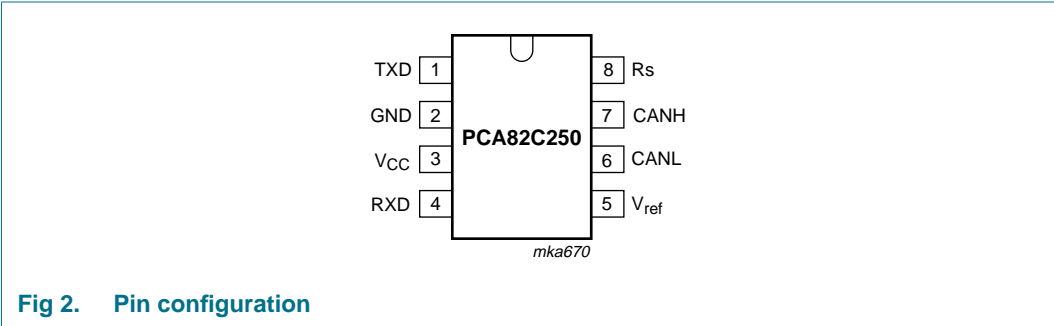 TXD 1 8 Rs
GND 2 7 CANH
PCA82C250
VCC 3 6 CANL
RXD 4 5 Vref
mka670
Fig 2. Pin configuration